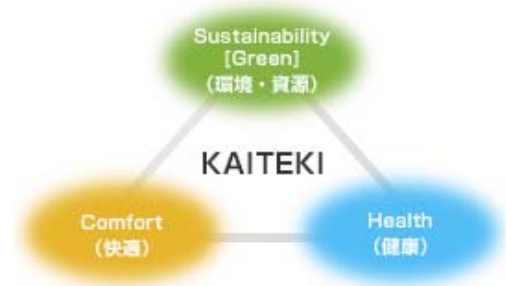 Sustainability
[Green]
（環境・資源）
KAITEKI
Comfort
（快適）
Health
（健康）